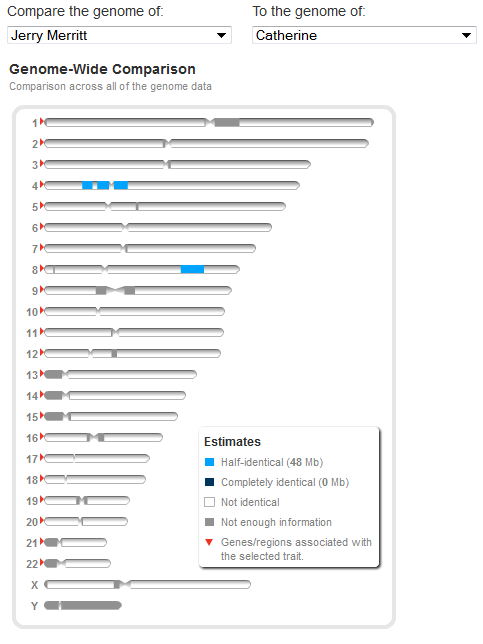 Compare the genome of: To the genome of:
Jerry Merritt Catherine
Genome-Wide Comparison
Comparison across all of the genome data
1
2
3
4
5
6
7
8
9
10
11
12
13
14
15
16
17
18
19
20
21
22
X
Y
Estimates
Half-identical (48 Mb)
Completely identical (0 Mb)
Not identical
Not enough information
Genes/regions associated with
the selected trait.